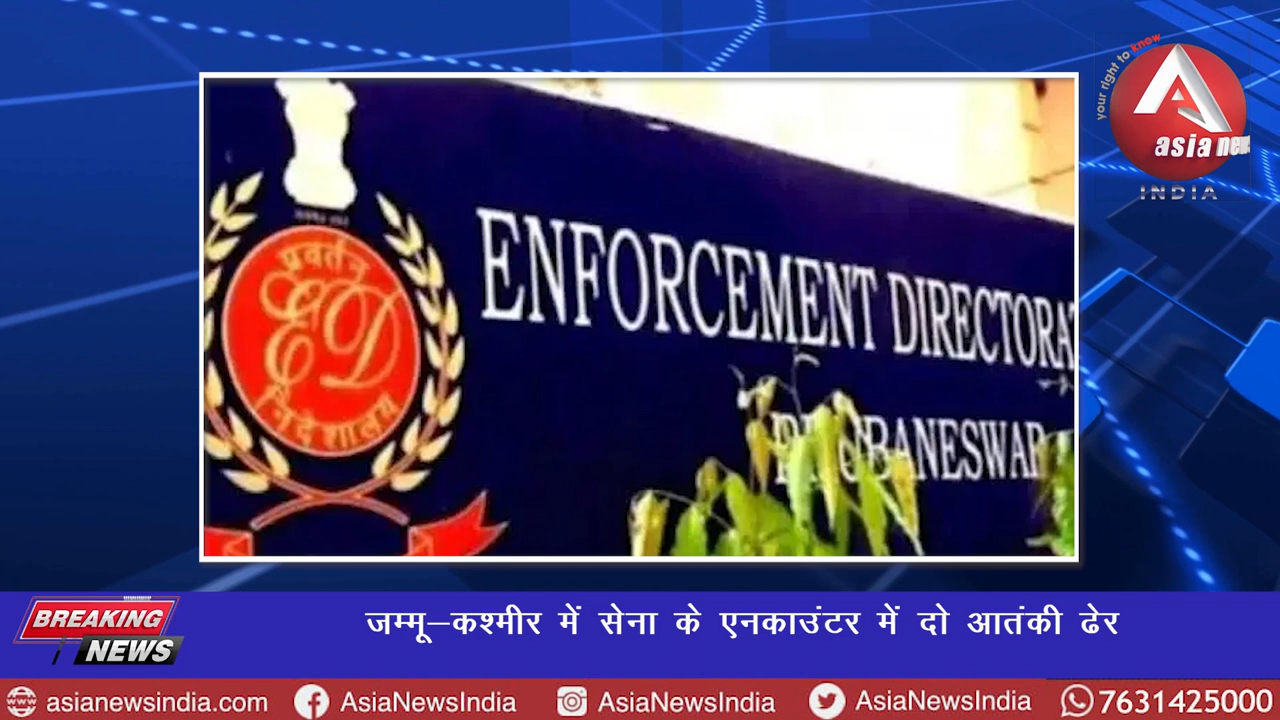 your right to know
A
asia news
INDIA
प्रवर्तन
ED
निदेशालय
ENFORCEMENT DIRECTORA
BHUBANESWAR
BREAKING
NEWS
जम्मू–कश्मीर में सेना के एनकाउंटर में दो आतंकी ढेर
asianewsindia.com
AsiaNewsIndia
AsiaNewsIndia
AsiaNewsIndia
7631425000